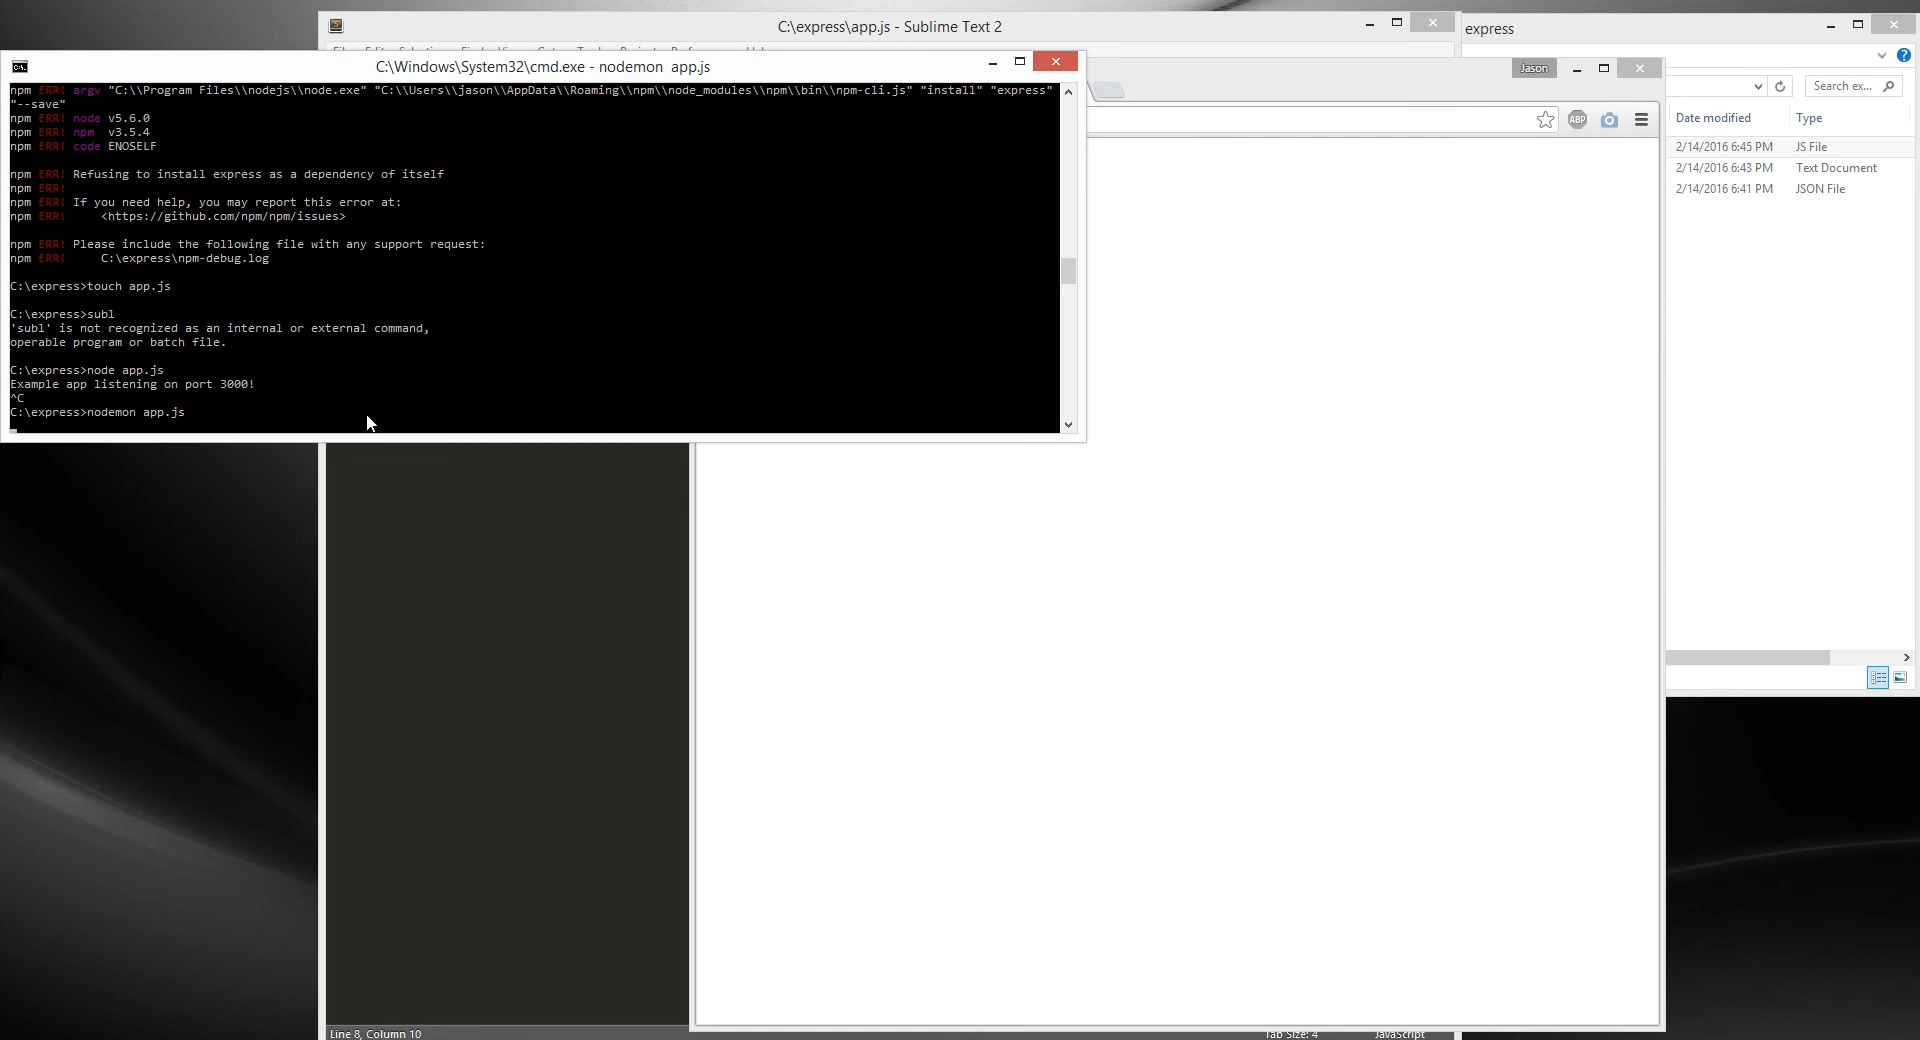 C:\express\app.js - Sublime Text 2
express
C:\Windows\System32\cmd.exe - nodemon  app.js
Jason
Search ex...
ABP
Date modified
Type
2/14/2016 6:45 PM JS File
2/14/2016 6:43 PM Text Document
2/14/2016 6:41 PM JSON File
npm ERR! argv "C:\\Program Files\\nodejs\\node.exe" "C:\\Users\\jason\\AppData\\Roaming\\npm\\node_modules\\npm\\bin\\npm-cli.js" "install" "express"
"--save"
npm ERR! node v5.6.0
npm ERR! npm  v3.5.4
npm ERR! code ENOSELF
npm ERR! Refusing to install express as a dependency of itself
npm ERR!
npm ERR! If you need help, you may report this error at:
npm ERR!     <https://github.com/npm/npm/issues>
npm ERR! Please include the following file with any support request:
npm ERR!     C:\express\npm-debug.log
C:\express>touch app.js
C:\express>subl
'subl' is not recognized as an internal or external command,
operable program or batch file.
C:\express>node app.js
Example app listening on port 3000!
^C
C:\express>nodemon app.js
Line 8, Column 10
Tab Size: 4
JavaScript